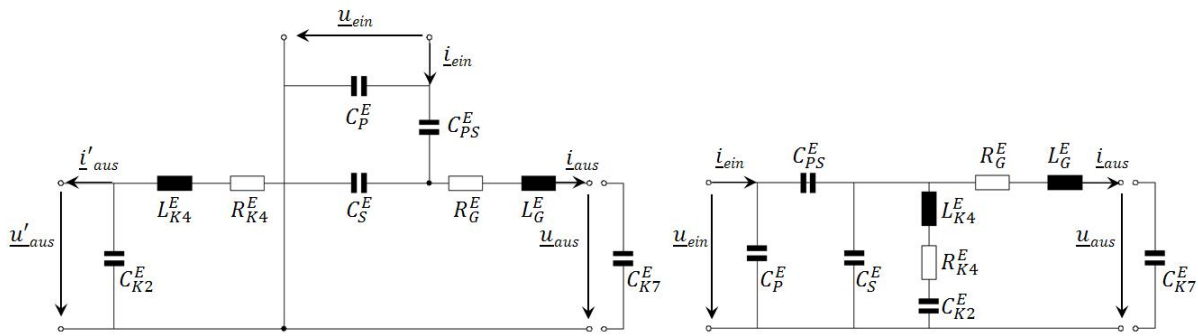 u_ein
i_ein
C_P^E
C_PS^E
i'_aus
i_aus
L_K4^E
R_K4^E
C_S^E
R_G^E
L_G^E
u'_aus
C_K2^E
u_aus
C_K7^E
i_ein
C_PS^E
R_G^E
L_G^E
i_aus
L_K4^E
u_ein
C_P^E
C_S^E
R_K4^E
C_K2^E
u_aus
C_K7^E